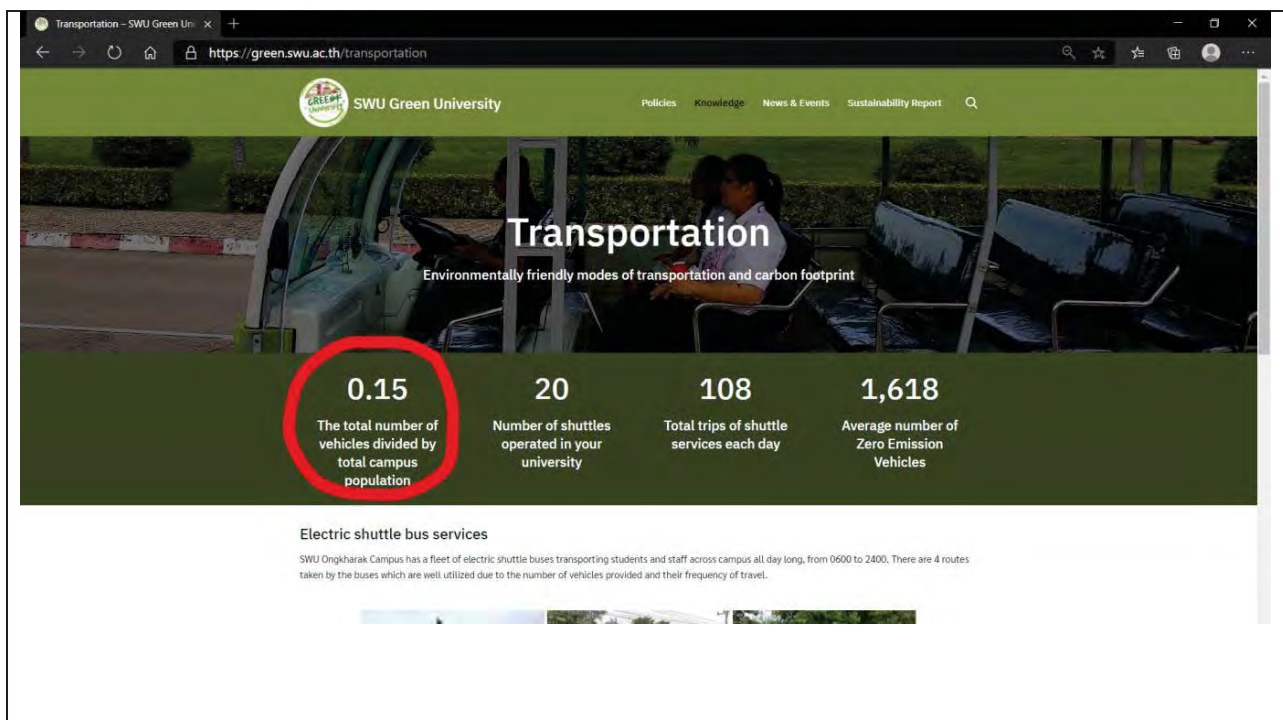 Transportation – SWU Green Uni
https://green.swu.ac.th/transportation
GREEN
University
SWU Green University
Policies
Knowledge
News & Events
Sustainability Report
Transportation
Environmentally friendly modes of transportation and carbon footprint
0.15
The total number of
vehicles divided by
total campus
population
20
Number of shuttles
operated in your
university
108
Total trips of shuttle
services each day
1,618
Average number of
Zero Emission
Vehicles
Electric shuttle bus services
SWU Ongkharak Campus has a fleet of electric shuttle buses transporting students and staff across campus all day long, from 0600 to 2400. There are 4 routes
taken by the buses which are well utilized due to the number of vehicles provided and their frequency of travel.